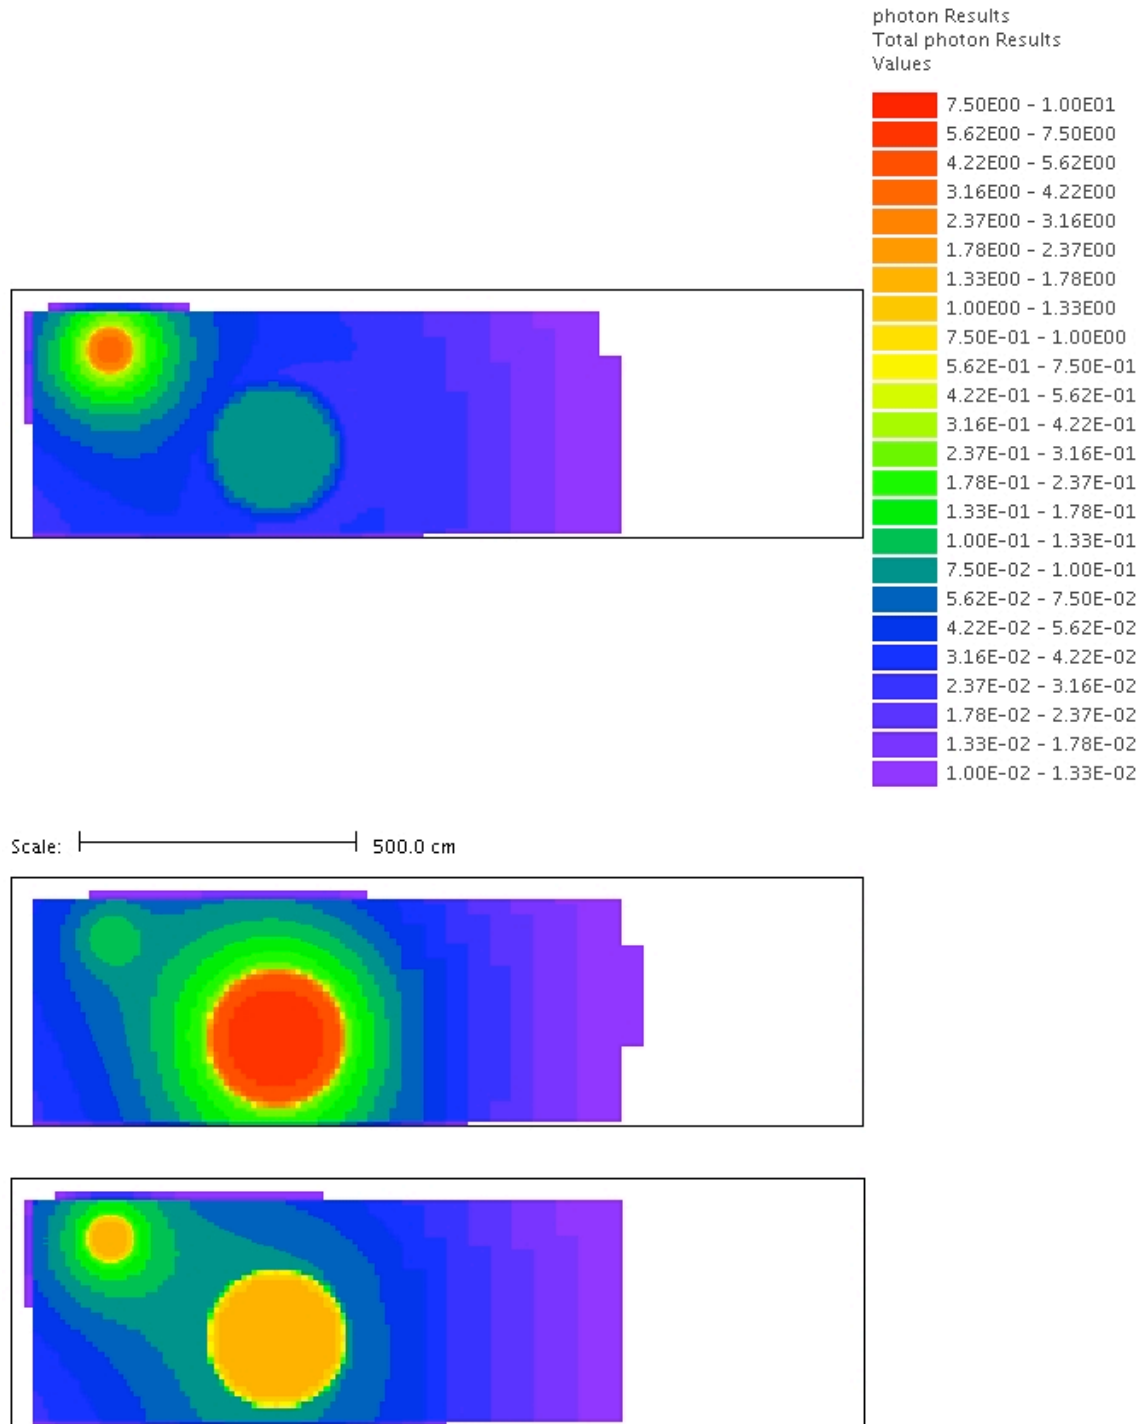 photon Results
Total photon Results
Values
7.50E00 - 1.00E01
5.62E00 - 7.50E00
4.22E00 - 5.62E00
3.16E00 - 4.22E00
2.37E00 - 3.16E00
1.78E00 - 2.37E00
1.33E00 - 1.78E00
1.00E00 - 1.33E00
7.50E-01 - 1.00E00
5.62E-01 - 7.50E-01
4.22E-01 - 5.62E-01
3.16E-01 - 4.22E-01
2.37E-01 - 3.16E-01
1.78E-01 - 2.37E-01
1.33E-01 - 1.78E-01
1.00E-01 - 1.33E-01
7.50E-02 - 1.00E-01
5.62E-02 - 7.50E-02
4.22E-02 - 5.62E-02
3.16E-02 - 4.22E-02
2.37E-02 - 3.16E-02
1.78E-02 - 2.37E-02
1.33E-02 - 1.78E-02
1.00E-02 - 1.33E-02
Scale: 500.0 cm